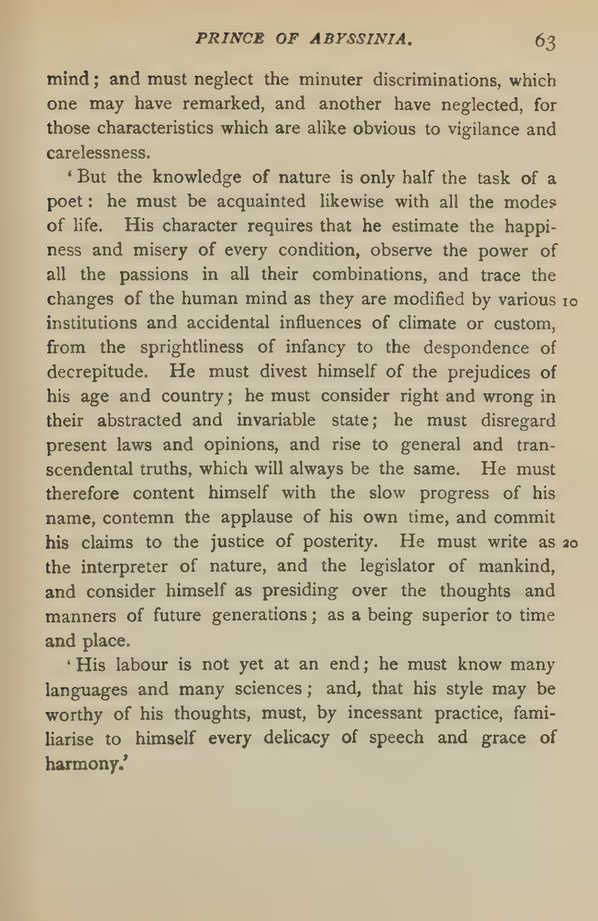 PRINCE OF ABYSSINIA. 63
mind; and must neglect the minuter discriminations, which
one may have remarked, and another have neglected, for
those characteristics which are alike obvious to vigilance and
carelessness.
‘But the knowledge of nature is only half the task of a
poet: he must be acquainted likewise with all the modes
of life. His character requires that he estimate the happi-
ness and misery of every condition, observe the power of
all the passions in all their combinations, and trace the
changes of the human mind as they are modified by various 10
institutions and accidental influences of climate or custom,
from the sprightliness of infancy to the despondence of
decrepitude. He must divest himself of the prejudices of
his age and country; he must consider right and wrong in
their abstracted and invariable state; he must disregard
present laws and opinions, and rise to general and tran-
scendental truths, which will always be the same. He must
therefore content himself with the slow progress of his
name, contemn the applause of his own time, and commit
his claims to the justice of posterity. He must write as 20
the interpreter of nature, and the legislator of mankind,
and consider himself as presiding over the thoughts and
manners of future generations; as a being superior to time
and place.
‘His labour is not yet at an end; he must know many
languages and many sciences; and, that his style may be
worthy of his thoughts, must, by incessant practice, fami-
liarise to himself every delicacy of speech and grace of
harmony.’